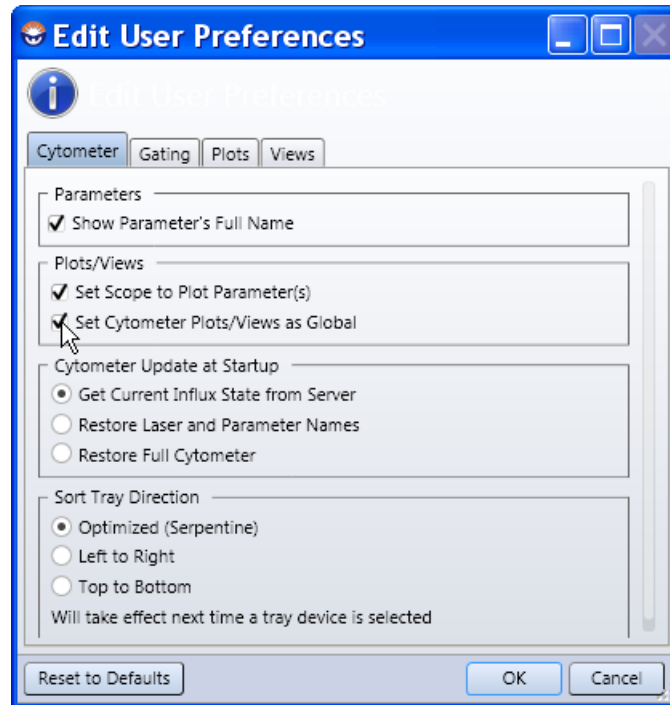 Edit User Preferences
Edit User Preferences
Cytometer Gating Plots Views
Parameters
Show Parameter's Full Name
Plots/Views
Set Scope to Plot Parameter(s)
Set Cytometer Plots/Views as Global
Cytometer Update at Startup
Get Current Influx State from Server
Restore Laser and Parameter Names
Restore Full Cytometer
Sort Tray Direction
Optimized (Serpentine)
Left to Right
Top to Bottom
Will take effect next time a tray device is selected
Reset to Defaults OK Cancel